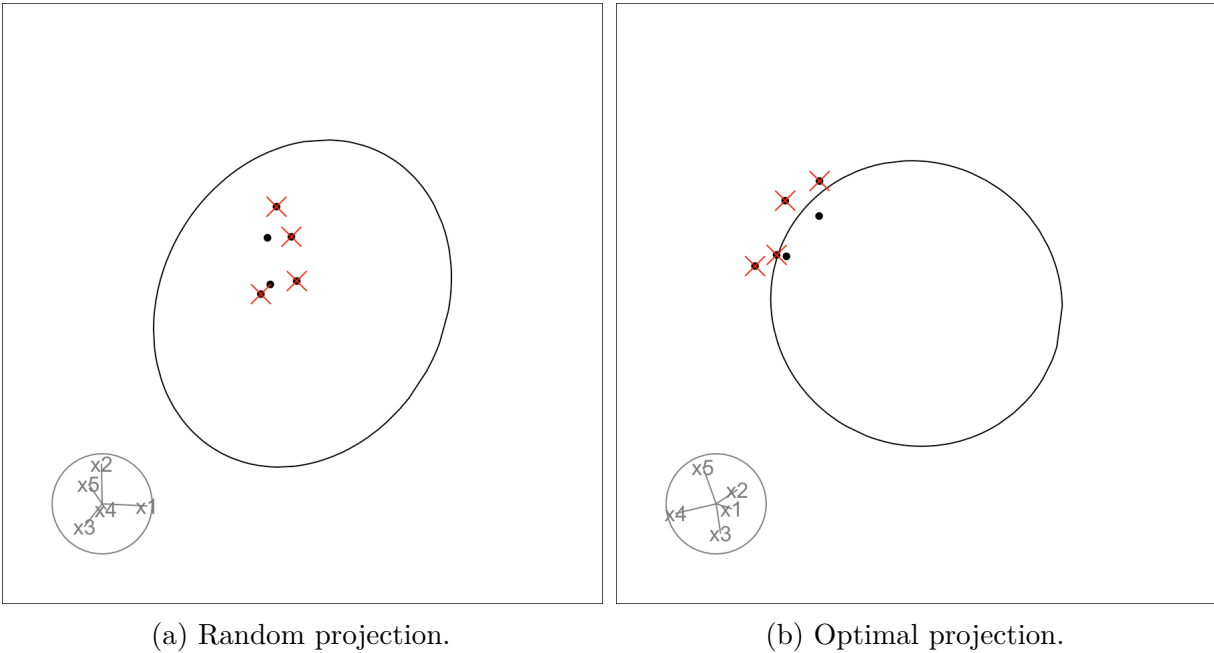 x2
x5
x4
x1
x3
x5
x2
x4
x1
x3
(a) Random projection.
(b) Optimal projection.